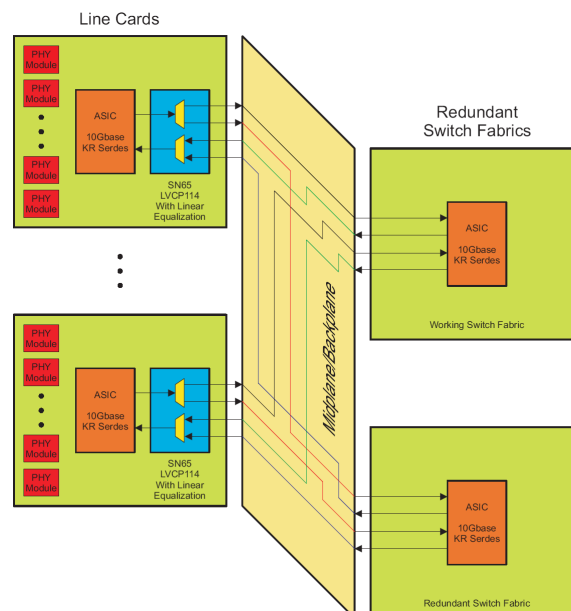 Line Cards
PHY
Module
PHY
Module
PHY
Module
PHY
Module
ASIC
10Gbase
KR Serdes
SN65
LVCP114
With Linear
Equalization
Redundant
Switch Fabrics
ASIC
10Gbase
KR Serdes
Working Switch Fabric
Midplane/Backplane
PHY
Module
PHY
Module
PHY
Module
PHY
Module
ASIC
10Gbase
KR Serdes
SN65
LVCP114
With Linear
Equalization
ASIC
10Gbase
KR Serdes
Redundant Switch Fabric